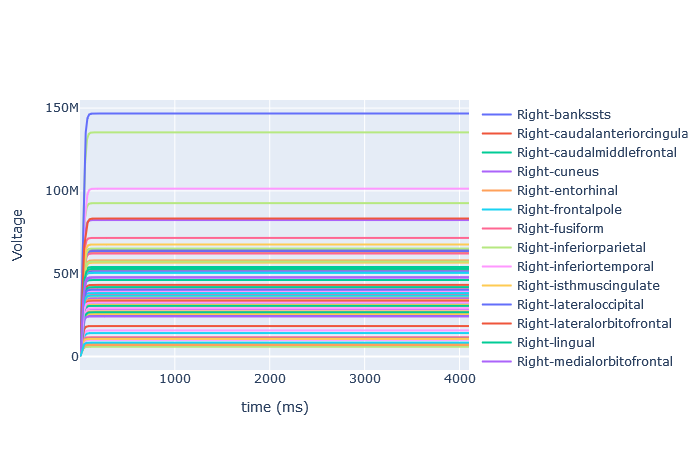 150M
100M
50M
0
Voltage
1000
2000
3000
4000
time (ms)
Right-bankssts
Right-caudalanteriorcingula
Right-caudalmiddlefrontal
Right-cuneus
Right-entorhinal
Right-frontalpole
Right-fusiform
Right-inferiorparietal
Right-inferiortemporal
Right-isthmuscingulate
Right-lateraloccipital
Right-lateralorbitofrontal
Right-lingual
Right-medialorbitofrontal